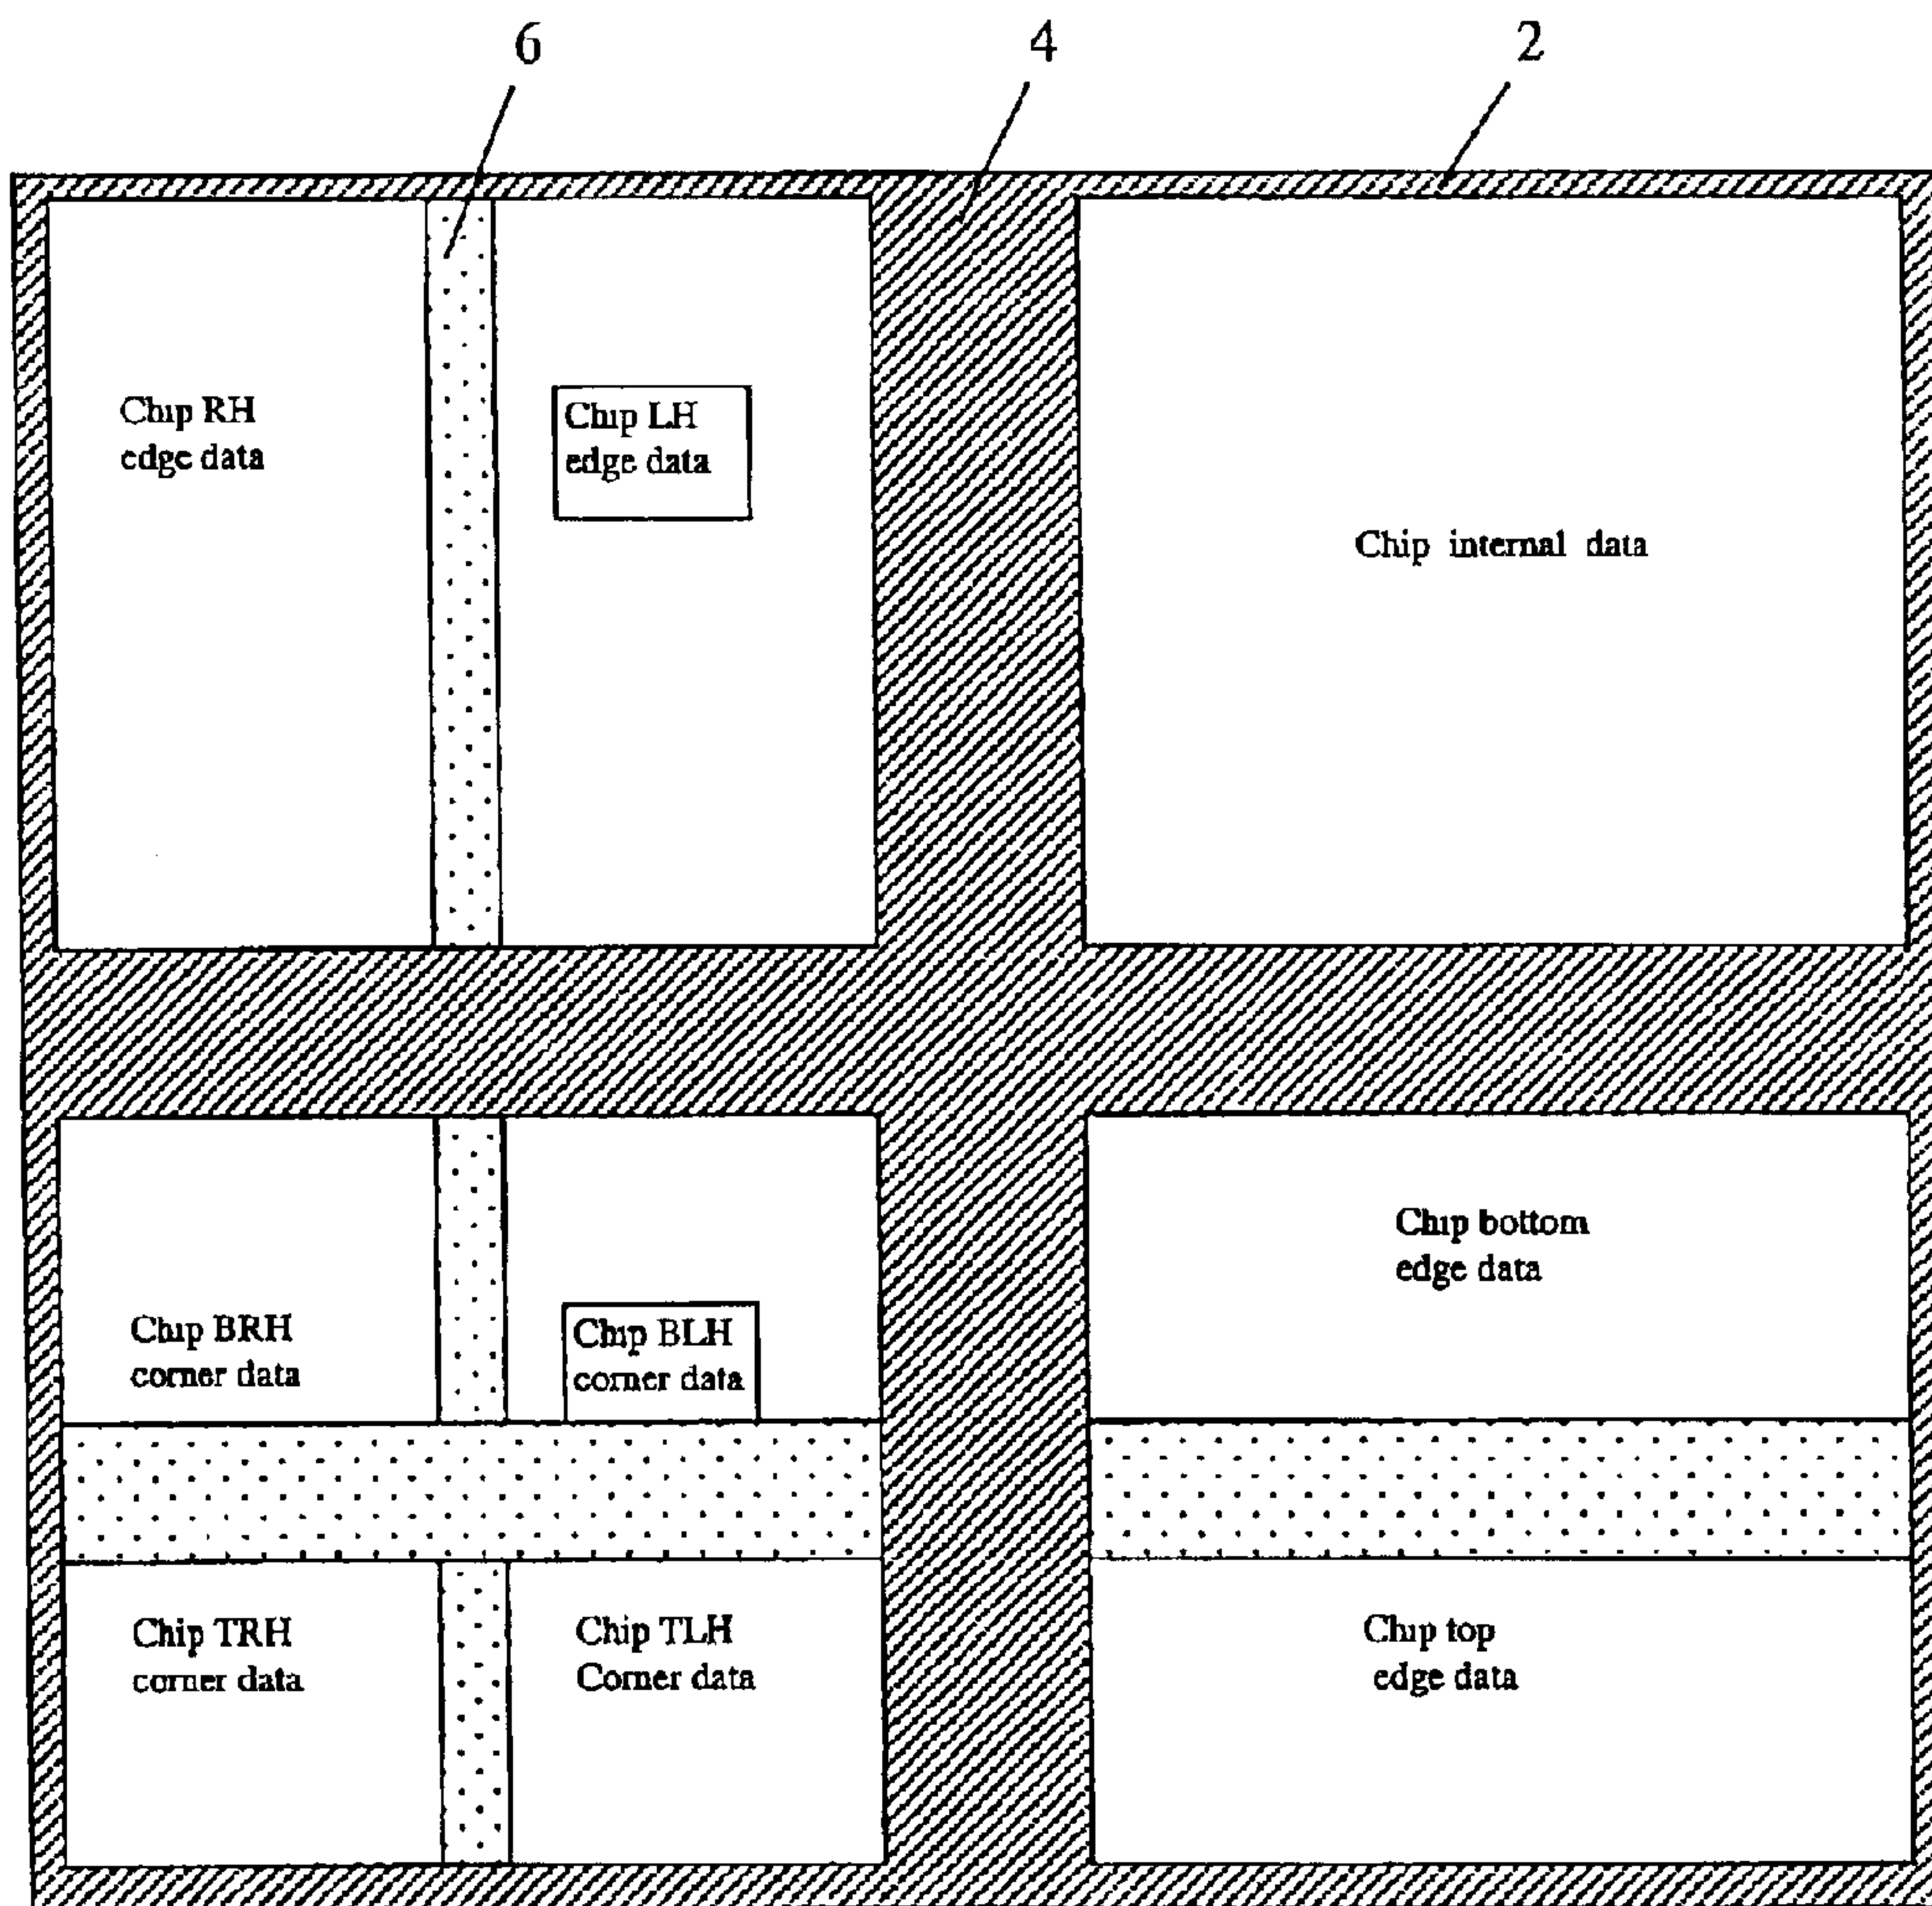 6 4 2
Chip RH
edge data
Chip LH
edge data
Chip internal data
Chip bottom
edge data
Chip BRH
corner data
Chip BLH
corner data
Chip TRH
corner data
Chip TLH
Corner data
Chip top
edge data